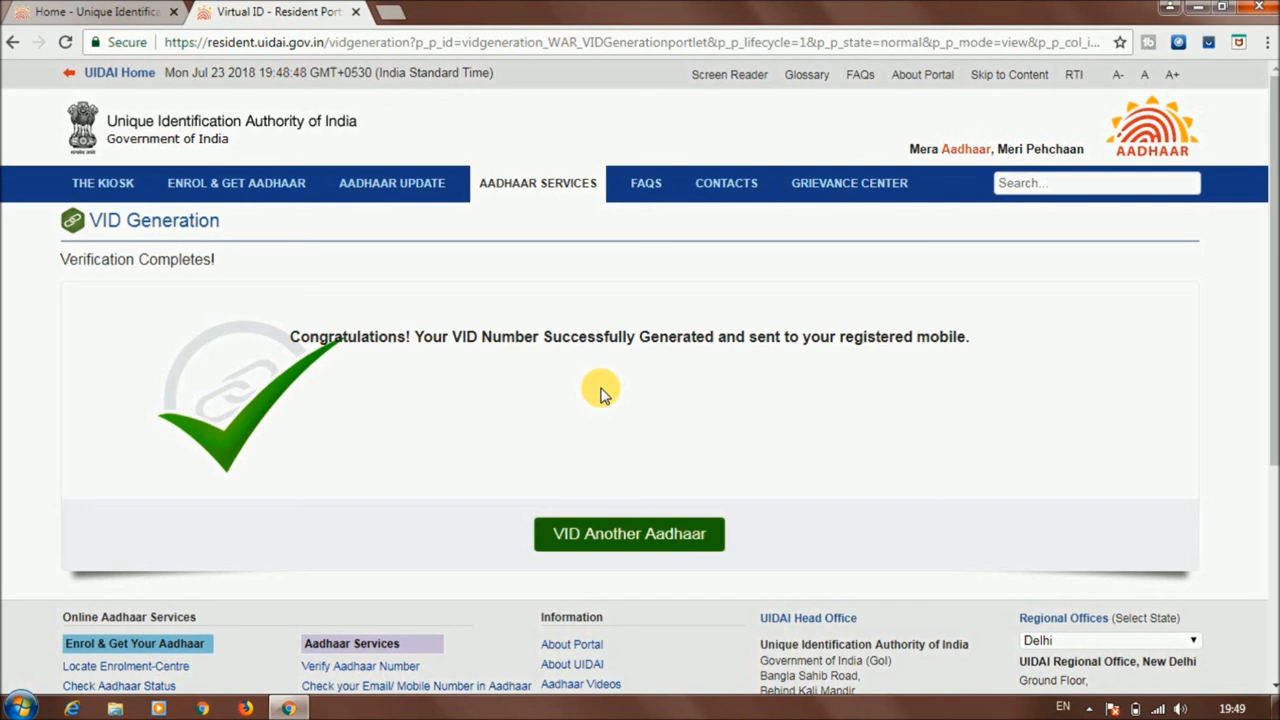 Home - Unique Identifica
Virtual ID - Resident Port
Secure
https://resident.uidai.gov.in/vidgeneration?p_p_id=vidgeneration_WAR_VIDGenerationportlet&p_p_lifecycle=1&p_p_state=normal&p_p_mode=view&p_p_col_i...
UIDAI Home Mon Jul 23 2018 19:48:48 GMT+0530 (India Standard Time)
Screen Reader Glossary FAQs About Portal Skip to Content RTI A- A A+
Unique Identification Authority of India
Government of India
Mera Aadhaar, Meri Pehchaan
AADHAAR
THE KIOSK ENROL & GET AADHAAR AADHAAR UPDATE AADHAAR SERVICES FAQS CONTACTS GRIEVANCE CENTER Search...
VID Generation
Verification Completes!
Congratulations! Your VID Number Successfully Generated and sent to your registered mobile.
VID Another Aadhaar
Online Aadhaar Services
Enrol & Get Your Aadhaar
Locate Enrolment-Centre
Check Aadhaar Status
Aadhaar Services
Verify Aadhaar Number
Check your Email/ Mobile Number in Aadhaar
Information
About Portal
About UIDAI
Aadhaar Videos
UIDAI Head Office
Unique Identification Authority of India
Government of India (GoI)
Bangla Sahib Road,
Behind Kali Mandir
Regional Offices (Select State)
Delhi
UIDAI Regional Office, New Delhi
Ground Floor,
EN
19:49